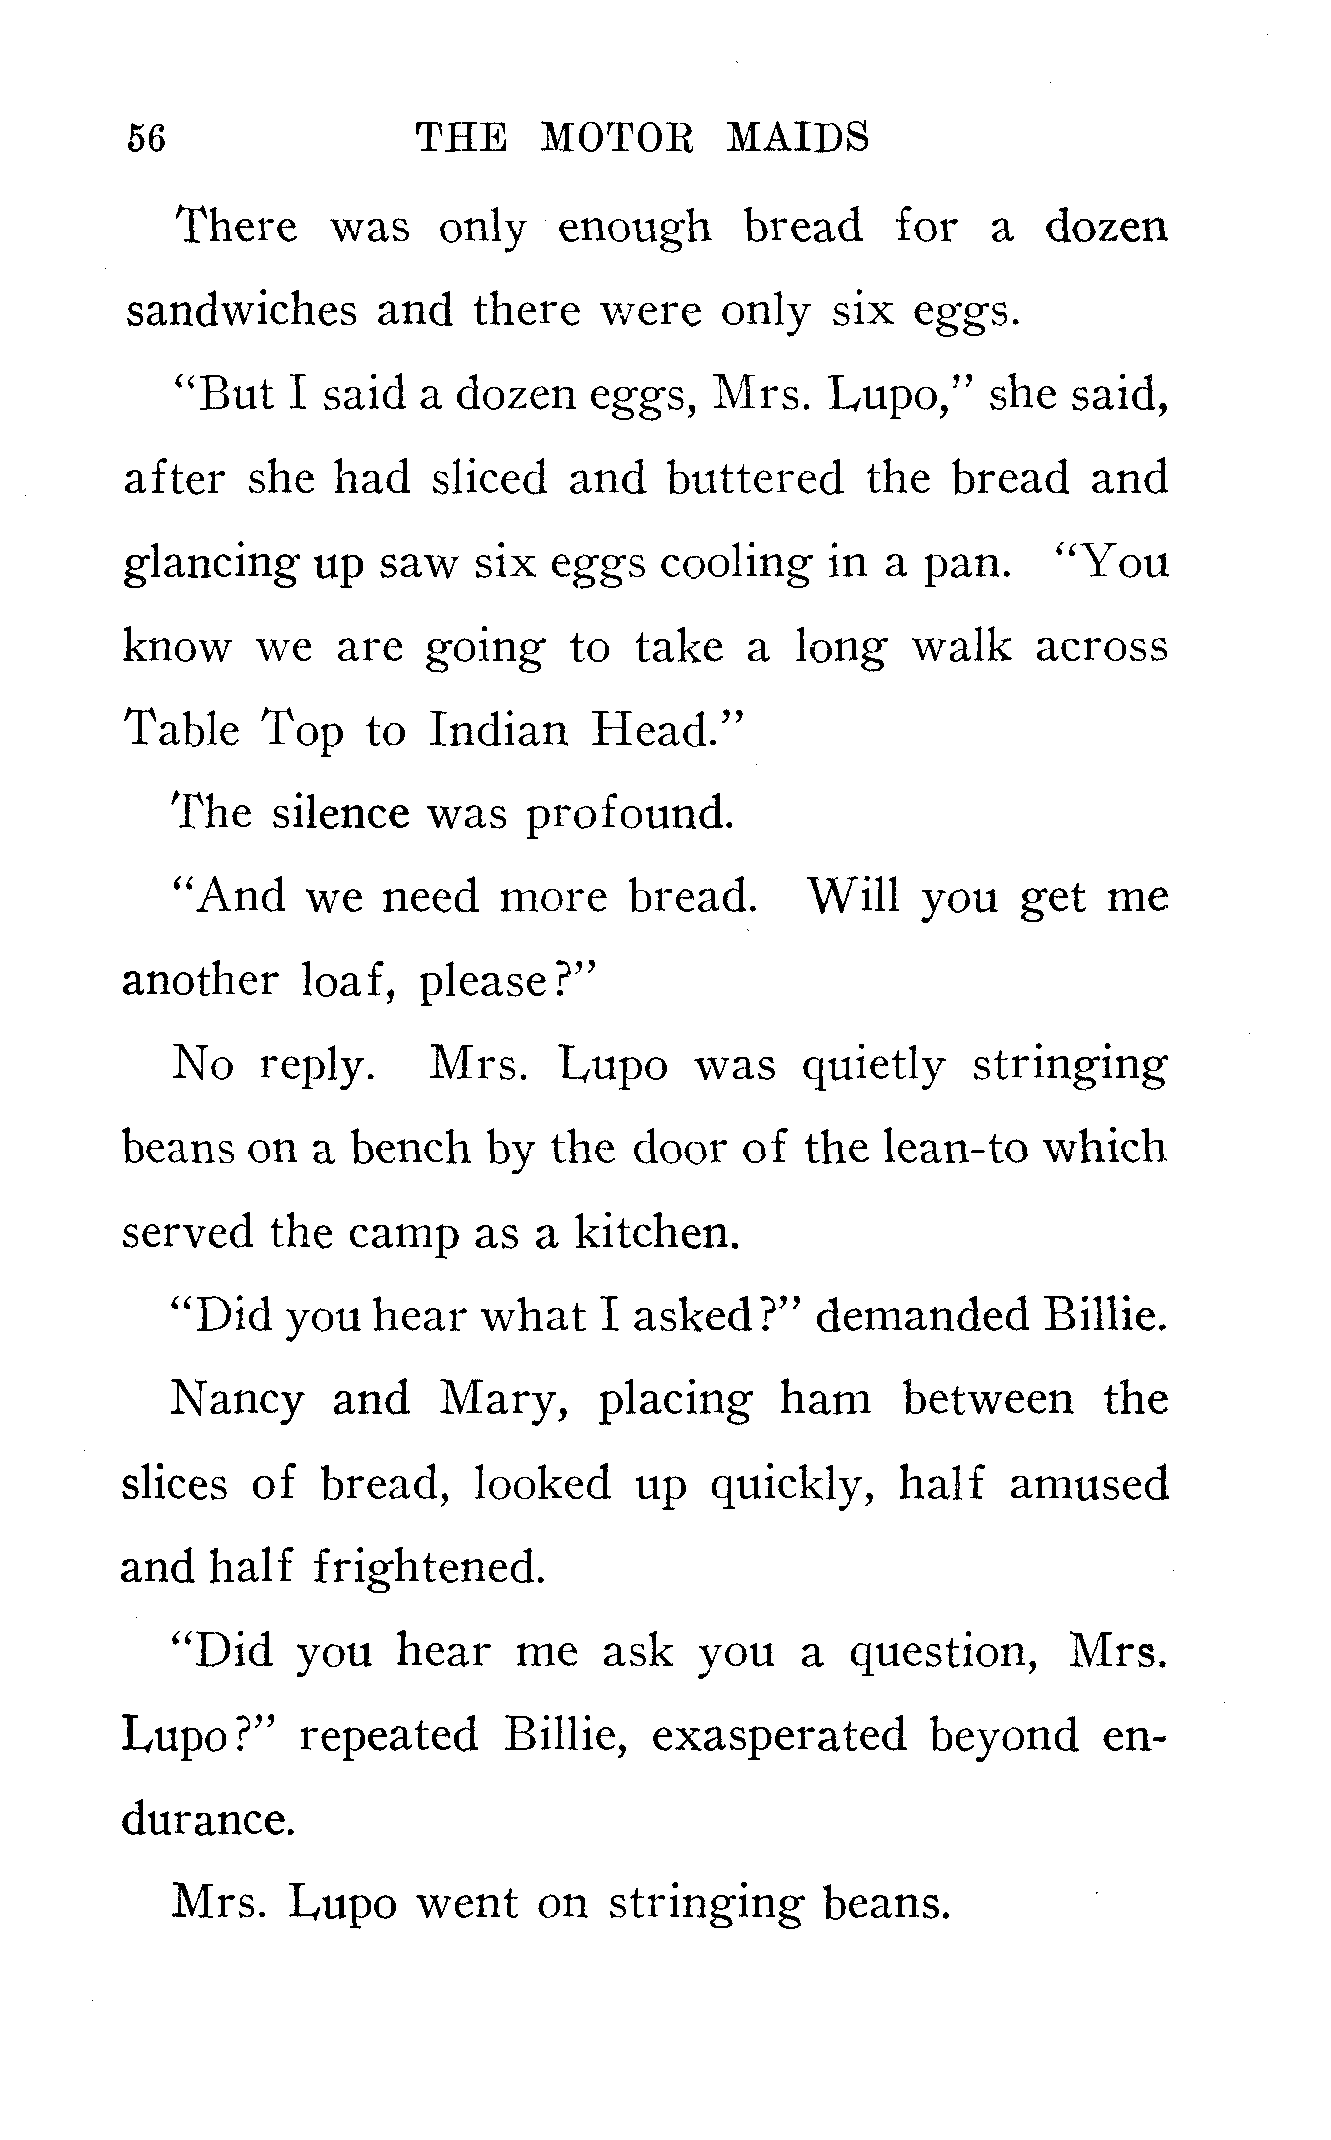 56 THE MOTOR MAIDS
There was only enough bread for a dozen
sandwiches and there were only six eggs.
“But I said a dozen eggs, Mrs. Lupo,” she said,
after she had sliced and buttered the bread and
glancing up saw six eggs cooling in a pan. “You
know we are going to take a long walk across
Table Top to Indian Head.”
The silence was profound.
“And we need more bread. Will you get me
another loaf, please?”
No reply. Mrs. Lupo was quietly stringing
beans on a bench by the door of the lean-to which
served the camp as a kitchen.
“Did you hear what I asked?” demanded Billie.
Nancy and Mary, placing ham between the
slices of bread, looked up quickly, half amused
and half frightened.
“Did you hear me ask you a question, Mrs.
Lupo?” repeated Billie, exasperated beyond en-
durance.
Mrs. Lupo went on stringing beans.